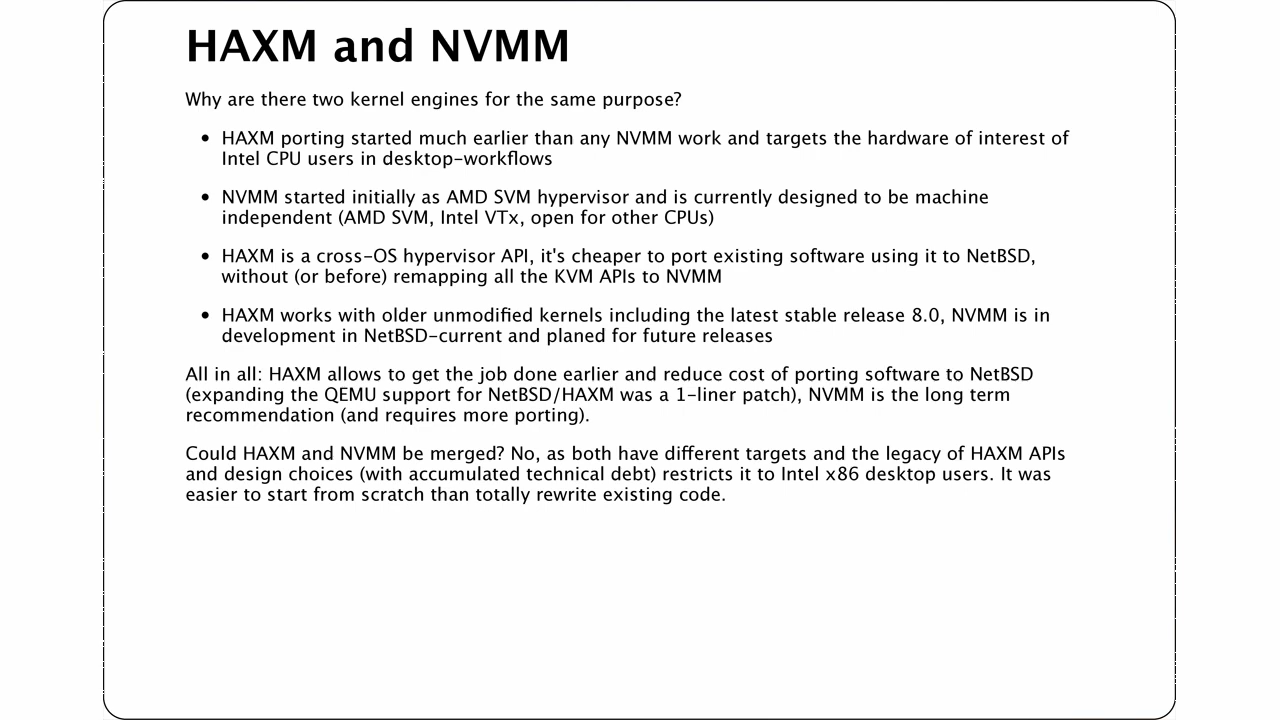 HAXM and NVMM
Why are there two kernel engines for the same purpose?
• HAXM porting started much earlier than any NVMM work and targets the hardware of interest of
Intel CPU users in desktop-workflows
• NVMM started initially as AMD SVM hypervisor and is currently designed to be machine
independent (AMD SVM, Intel VTx, open for other CPUs)
• HAXM is a cross-OS hypervisor API, it's cheaper to port existing software using it to NetBSD,
without (or before) remapping all the KVM APIs to NVMM
• HAXM works with older unmodified kernels including the latest stable release 8.0, NVMM is in
development in NetBSD-current and planed for future releases
All in all: HAXM allows to get the job done earlier and reduce cost of porting software to NetBSD
(expanding the QEMU support for NetBSD/HAXM was a 1-liner patch), NVMM is the long term
recommendation (and requires more porting).
Could HAXM and NVMM be merged? No, as both have different targets and the legacy of HAXM APIs
and design choices (with accumulated technical debt) restricts it to Intel x86 desktop users. It was
easier to start from scratch than totally rewrite existing code.